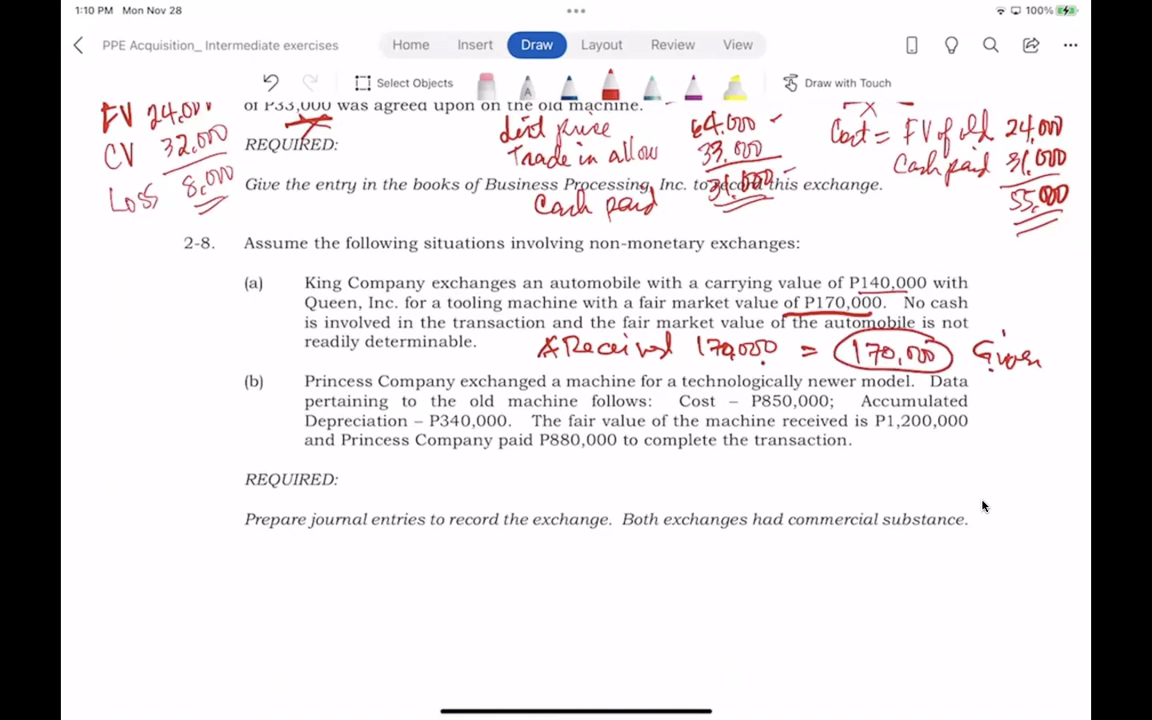 1:10 PM Mon Nov 28
100%
PPE Acquisition_ Intermediate exercises
Home Insert Draw Layout Review View
Select Objects
Draw with Touch
of P33,000 was agreed upon on the old machine.
FV 24,000
CV 32,000
Loss 8,000
REQUIRED:
List price 64,000
Trade in allow 33,000
Cash paid 31,000
Cost = FV of old 24,000
Cash paid 31,000
55,000
Give the entry in the books of Business Processing, Inc. to record this exchange.
2-8. Assume the following situations involving non-monetary exchanges:
(a) King Company exchanges an automobile with a carrying value of P140,000 with
Queen, Inc. for a tooling machine with a fair market value of P170,000. No cash
is involved in the transaction and the fair market value of the automobile is not
readily determinable.
Received 170,000 = 170,000 Given
(b) Princess Company exchanged a machine for a technologically newer model. Data
pertaining to the old machine follows: Cost – P850,000; Accumulated
Depreciation – P340,000. The fair value of the machine received is P1,200,000
and Princess Company paid P880,000 to complete the transaction.
REQUIRED:
Prepare journal entries to record the exchange. Both exchanges had commercial substance.